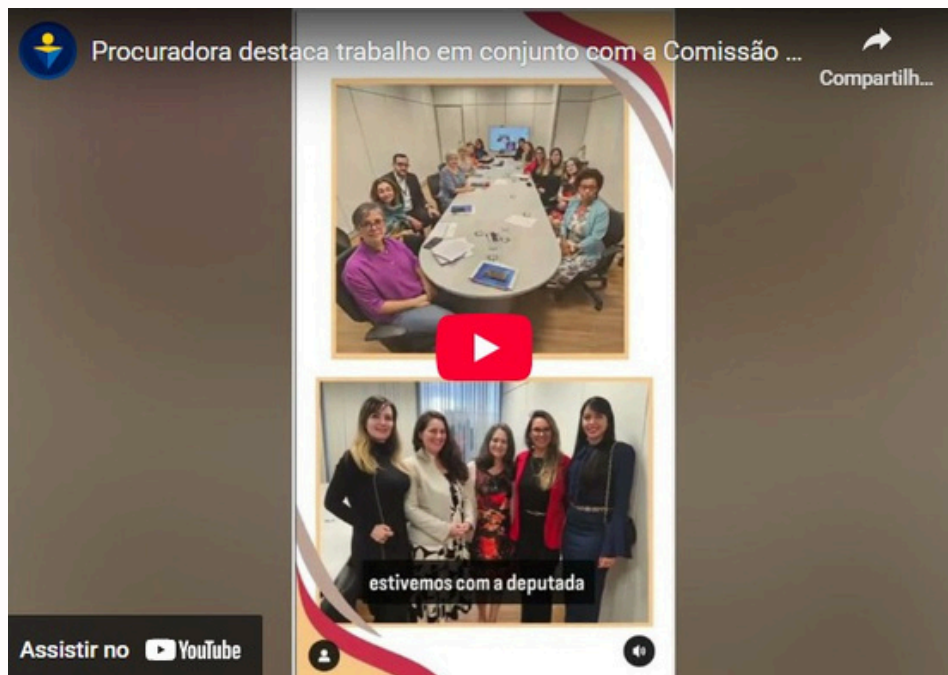 Procuradora destaca trabalho em conjunto com a Comissão ...
Compartilh...
estivemos com a deputada
Assistir no YouTube